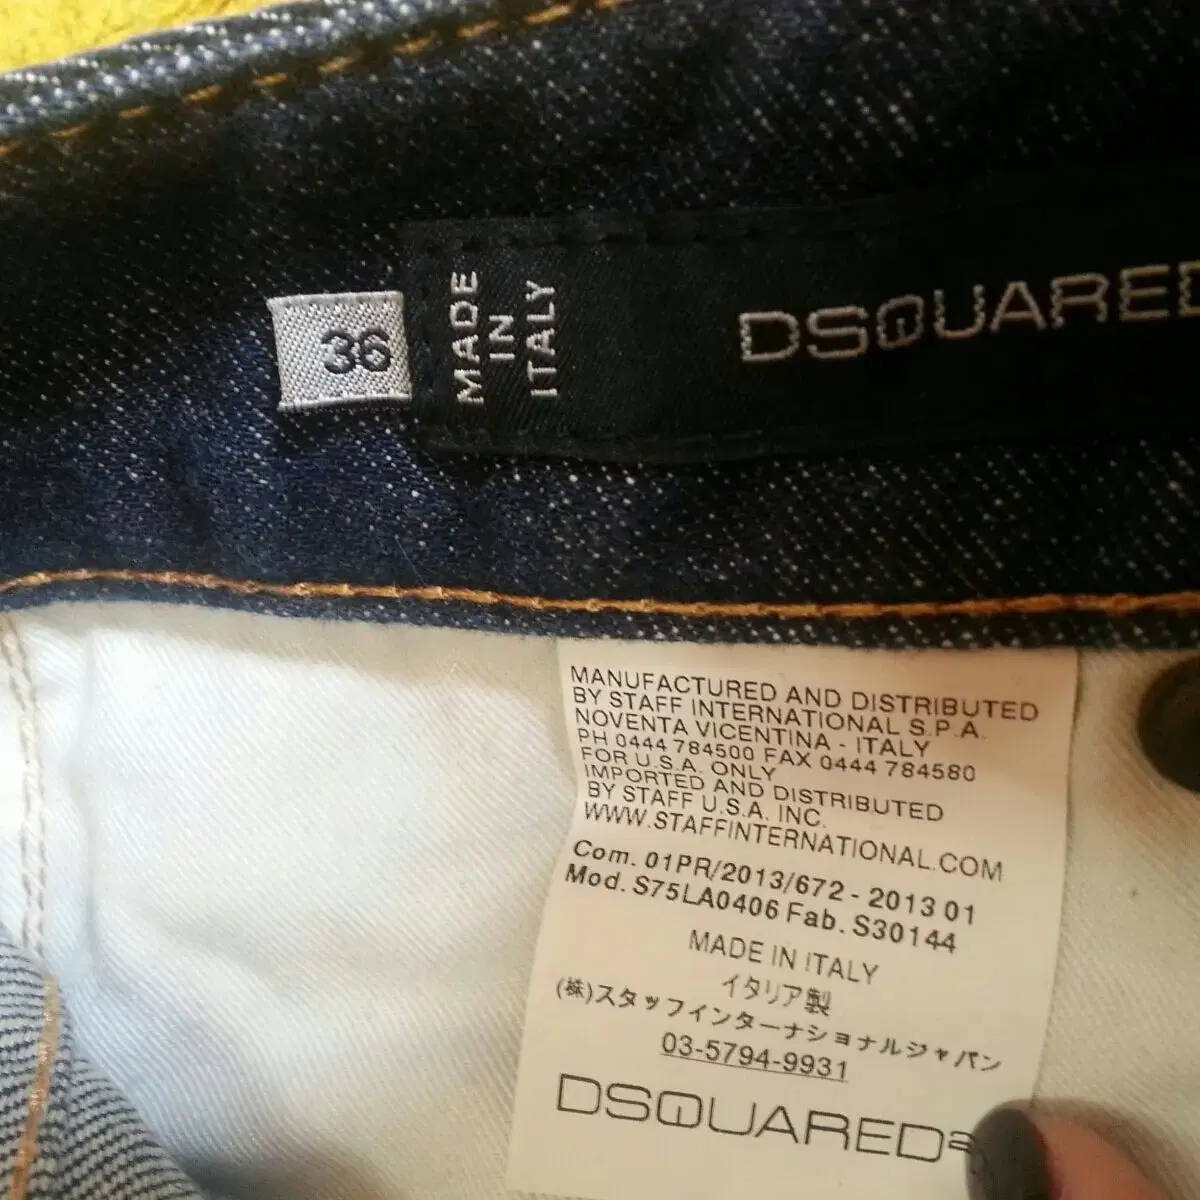 36
MADE
IN
ITALY
DSQUARED
MANUFACTURED AND DISTRIBUTED
BY STAFF INTERNATIONAL S.P.A.
NOVENTA VICENTINA - ITALY
PH 0444 784500 FAX 0444 784580
FOR U.S.A. ONLY
IMPORTED AND DISTRIBUTED
BY STAFF U.S.A. INC.
WWW.STAFFINTERNATIONAL.COM
Com. 01PR/2013/672 - 2013 01
Mod. S75LA0406 Fab. S30144
MADE IN ITALY
イタリア製
(株)スタッフインターナショナルジャパン
03-5794-9931
DSQUARED2